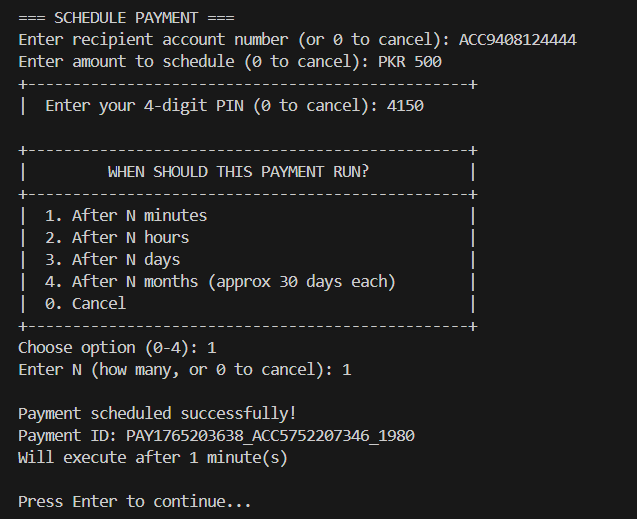 === SCHEDULE PAYMENT ===
Enter recipient account number (or 0 to cancel): ACC9408124444
Enter amount to schedule (0 to cancel): PKR 500
+-------------------------------------------------+
|  Enter your 4-digit PIN (0 to cancel): 4150

+-------------------------------------------------+
|         WHEN SHOULD THIS PAYMENT RUN?           |
+-------------------------------------------------+
|  1. After N minutes                             |
|  2. After N hours                               |
|  3. After N days                                |
|  4. After N months (approx 30 days each)        |
|  0. Cancel                                      |
+-------------------------------------------------+
Choose option (0-4): 1
Enter N (how many, or 0 to cancel): 1

Payment scheduled successfully!
Payment ID: PAY1765203638_ACC5752207346_1980
Will execute after 1 minute(s)

Press Enter to continue...